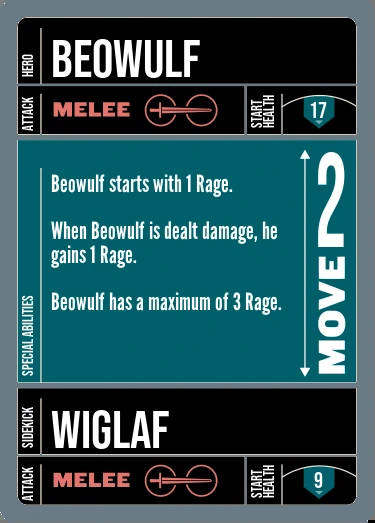 HERO
BEOWULF
ATTACK
MELEE
START HEALTH
17
SPECIAL ABILITIES
Beowulf starts with 1 Rage.
When Beowulf is dealt damage, he
gains 1 Rage.
Beowulf has a maximum of 3 Rage.
MOVE 2
SIDEKICK
WIGLAF
ATTACK
MELEE
START HEALTH
9